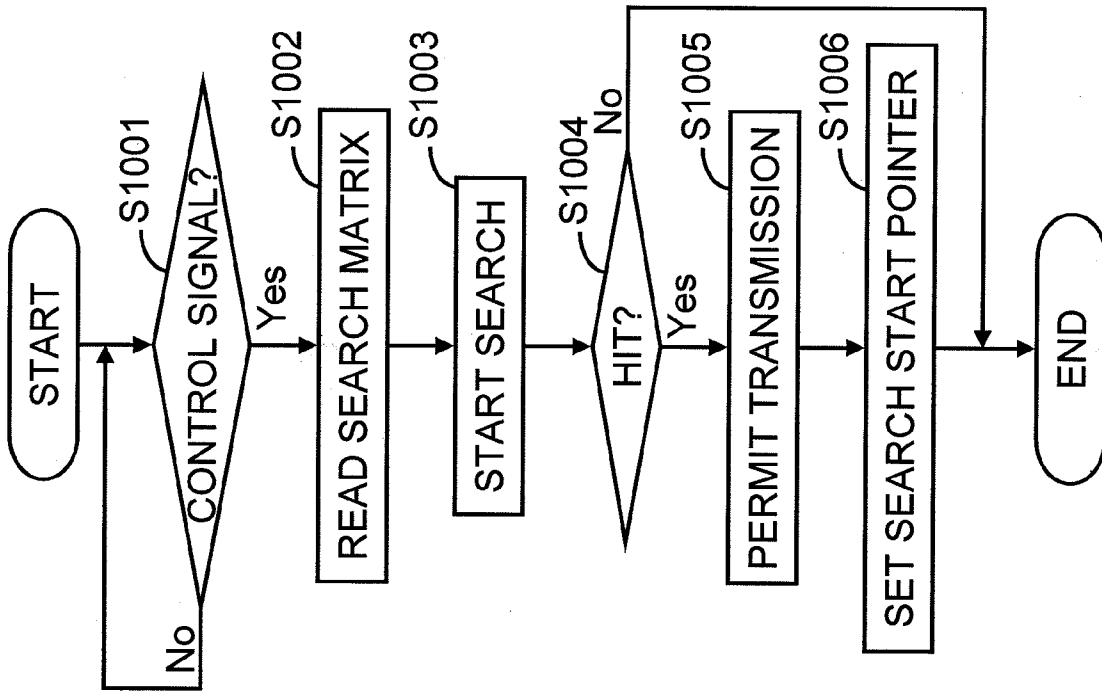 START
S1001
CONTROL SIGNAL?
No
Yes
S1002
READ SEARCH MATRIX
S1003
START SEARCH
S1004
HIT?
No
Yes
S1005
PERMIT TRANSMISSION
S1006
SET SEARCH START POINTER
END